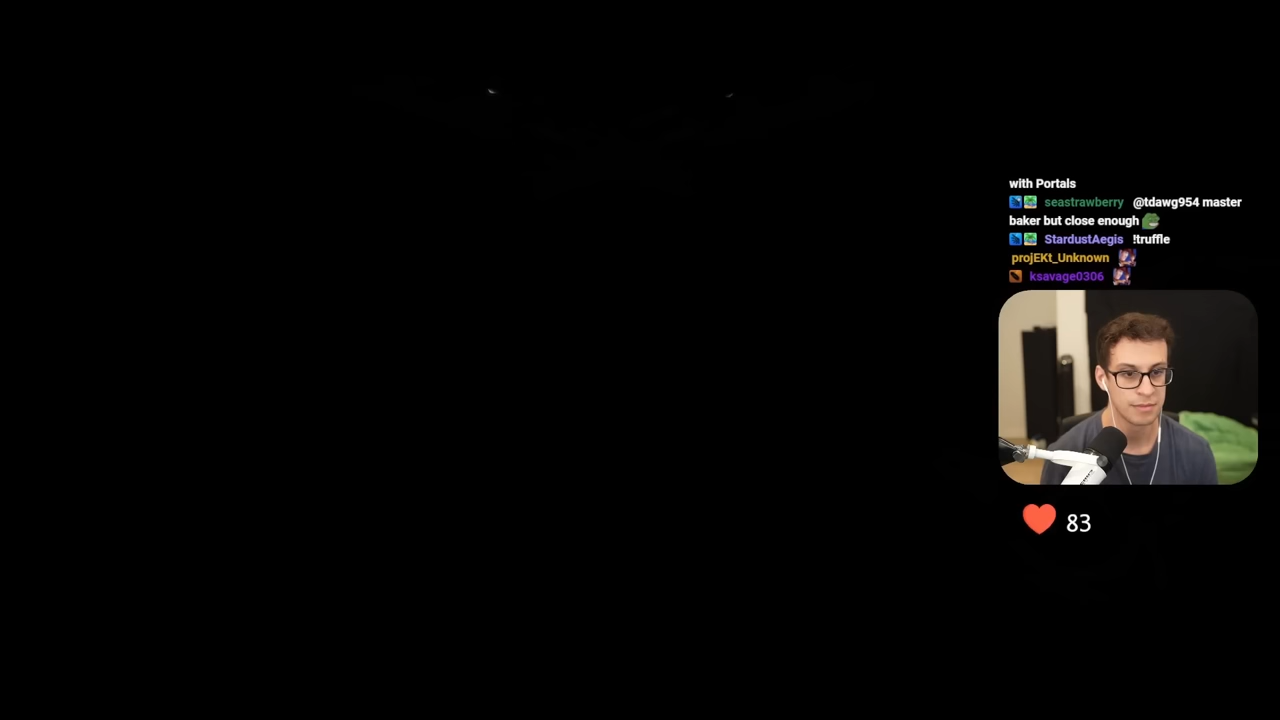 with Portals
seastrawberry @tdawg954 master
baker but close enough
StardustAegis !truffle
projEKt_Unknown
ksavage0306
83